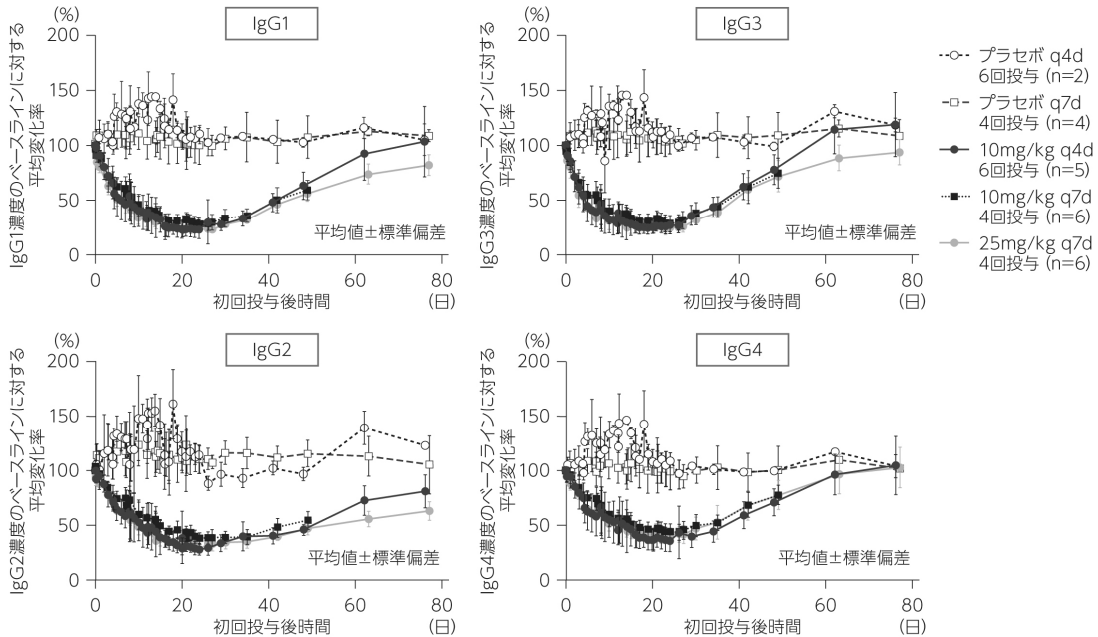 (%)
IgG1
200
150
100
50
0
IgG1濃度のベースラインに対する
平均変化率
平均値±標準偏差
0
20
40
60
80
初回投与後時間
(日)
(%)
IgG3
200
150
100
50
0
IgG3濃度のベースラインに対する
平均変化率
平均値±標準偏差
0
20
40
60
80
初回投与後時間
(日)
プラセボ q4d
6回投与 (n=2)
プラセボ q7d
4回投与 (n=4)
10mg/kg q4d
6回投与 (n=5)
10mg/kg q7d
4回投与 (n=6)
25mg/kg q7d
4回投与 (n=6)
(%)
IgG2
200
150
100
50
0
IgG2濃度のベースラインに対する
平均変化率
平均値±標準偏差
0
20
40
60
80
初回投与後時間
(日)
(%)
IgG4
200
150
100
50
0
IgG4濃度のベースラインに対する
平均変化率
平均値±標準偏差
0
20
40
60
80
初回投与後時間
(日)